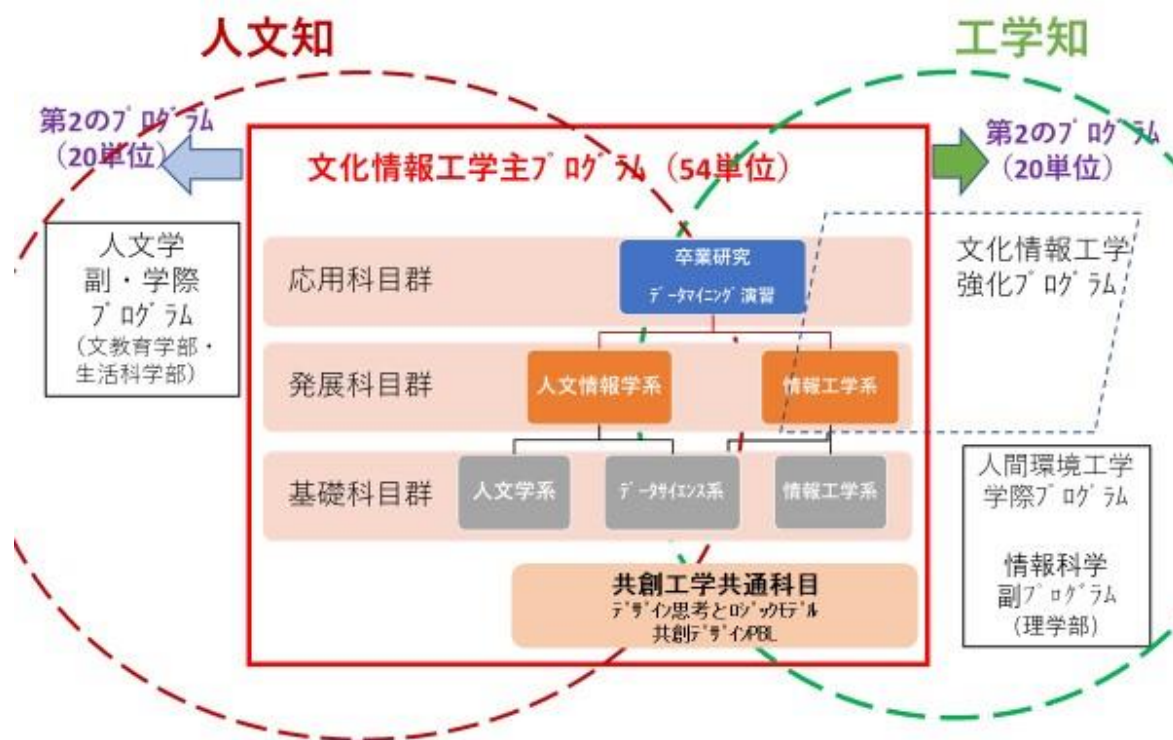 人文知
工学知
第2のﾌﾟﾛｸﾞﾗﾑ
（20単位）
第2のﾌﾟﾛｸﾞﾗﾑ
（20単位）
文化情報工学主ﾌﾟﾛｸﾞﾗﾑ（54単位）
人文学
副・学際
ﾌﾟﾛｸﾞﾗﾑ
（文教育学部・
生活科学部）
応用科目群
卒業研究
ﾃﾞｰﾀﾏｲﾆﾝｸﾞ演習
文化情報工学
強化ﾌﾟﾛｸﾞﾗﾑ
発展科目群
人文情報学系
情報工学系
基礎科目群
人文学系
ﾃﾞｰﾀｻｲｴﾝｽ系
情報工学系
人間環境工学
学際ﾌﾟﾛｸﾞﾗﾑ
情報科学
副ﾌﾟﾛｸﾞﾗﾑ
（理学部）
共創工学共通科目
ﾃﾞｻﾞｲﾝ思考とﾛｼﾞｯｸﾓﾃﾞﾙ
共創ﾃﾞｻﾞｲﾝPBL